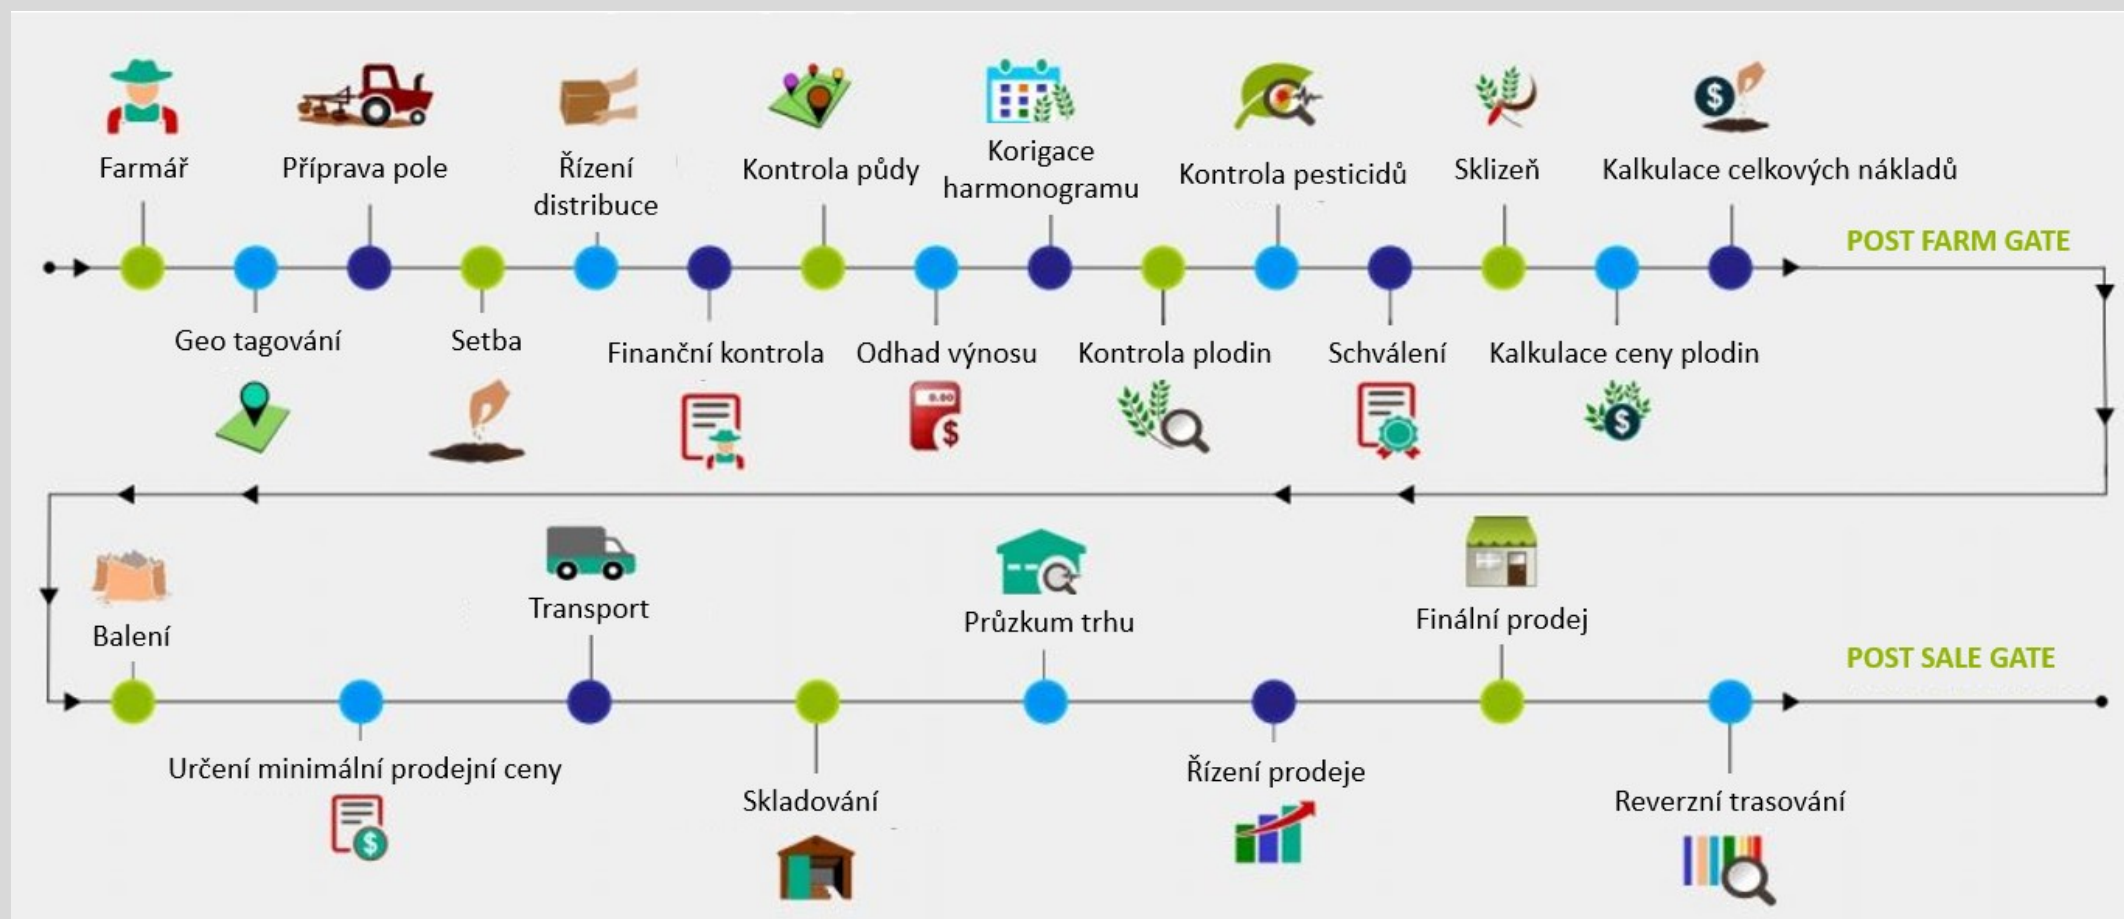 Farmář
Příprava pole
Řízení
distribuce
Kontrola půdy
Korigace
harmonogramu
Kontrola pesticidů
Sklizeň
Kalkulace celkových nákladů
POST FARM GATE
Geo tagování
Setba
Finanční kontrola
Odhad výnosu
Kontrola plodin
Schválení
Kalkulace ceny plodin
0.00
Balení
Transport
Průzkum trhu
Finální prodej
POST SALE GATE
Určení minimální prodejní ceny
Skladování
Řízení prodeje
Reverzní trasování